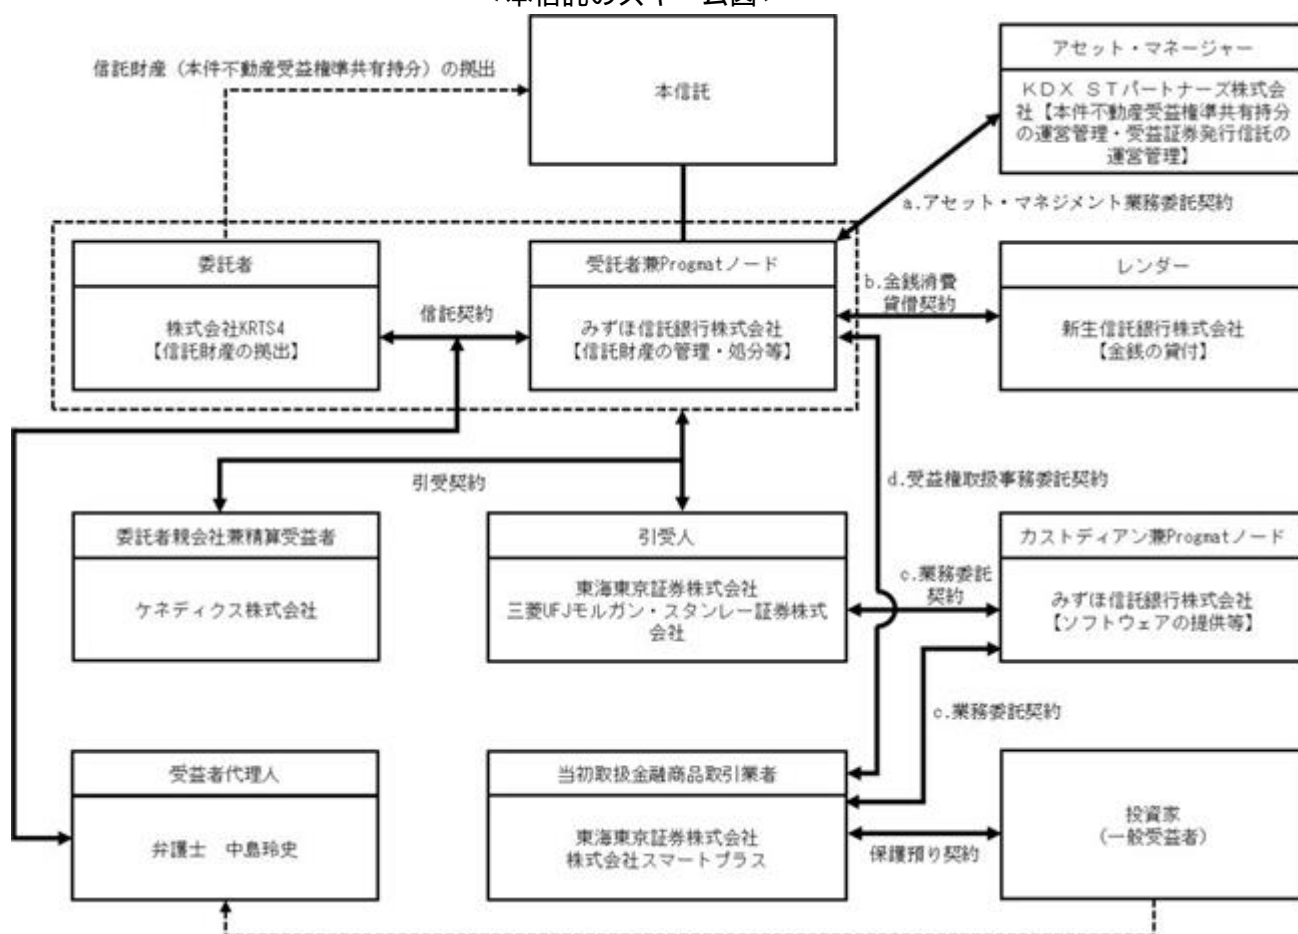 <本信託のスキーム図>
信託財産(本件不動産受益権準共有持分)の拠出
本信託
アセット・マネージャー
KDX STパートナーズ株式会
社【本件不動産受益権準共有持分
の運営管理・受益証券発行信託の
運営管理】
a.アセット・マネジメント業務委託契約
委託者
株式会社KRTS4
【信託財産の拠出】
信託契約
受託者兼Progmatノード
みずほ信託銀行株式会社
【信託財産の管理・処分等】
b.金銭消費
貸借契約
レンダー
新生信託銀行株式会社
【金銭の貸付】
引受契約
d.受益権取扱事務委託契約
委託者親会社兼精算受益者
ケネディクス株式会社
引受人
東海東京証券株式会社
三菱UFJモルガン・スタンレー証券株式
会社
c.業務委託
契約
カストディアン兼Progmatノード
みずほ信託銀行株式会社
【ソフトウェアの提供等】
c.業務委託契約
受益者代理人
弁護士 中島玲史
当初取扱金融商品取引業者
東海東京証券株式会社
株式会社スマートプラス
保護預り契約
投資家
(一般受益者)